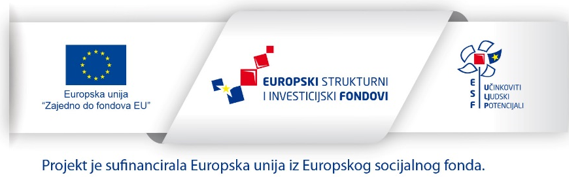 Europska unija
“Zajedno do fondova EU”
EUROPSKI STRUKTURNI
I INVESTICIJSKI FONDOVI
ESF
UČINKOVITI
LJUDSKI
POTENCIJALI
Projekt je sufinancirala Europska unija iz Europskog socijalnog fonda.